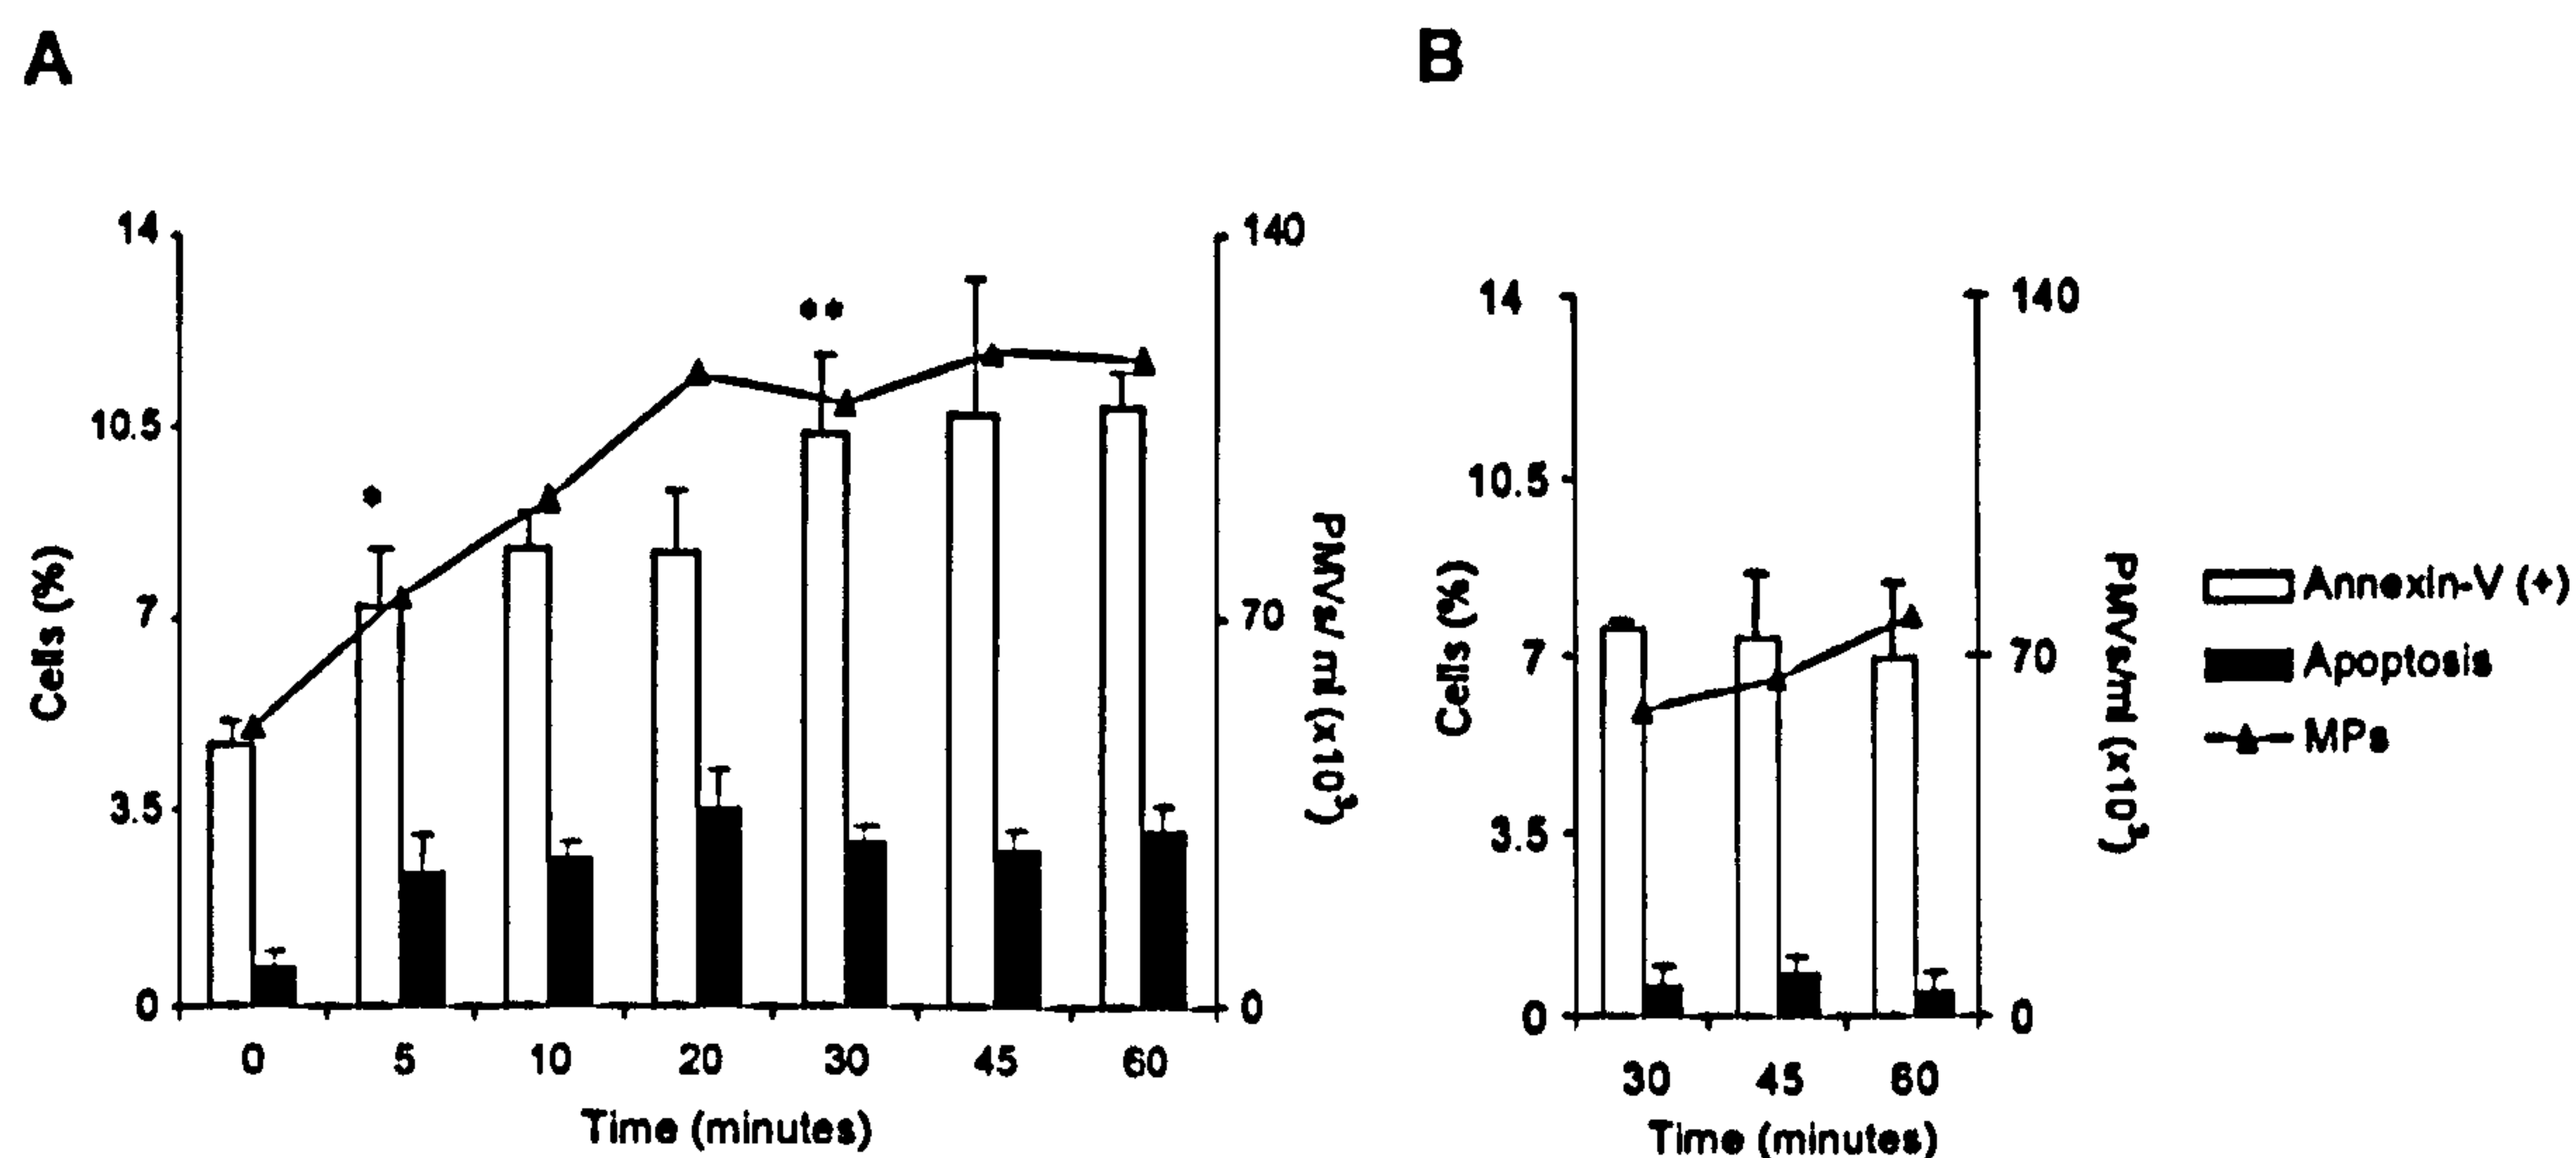 A
B
14
10.5
7
3.5
0
Cells (%)
*
**
140
70
0
PMVs/ ml (x10³)
0 5 10 20 30 45 60
Time (minutes)
14
10.5
7
3.5
0
Cells (%)
140
70
0
PMVs/ml (x10³)
30 45 60
Time (minutes)
Annexin-V (+)
Apoptosis
MPs